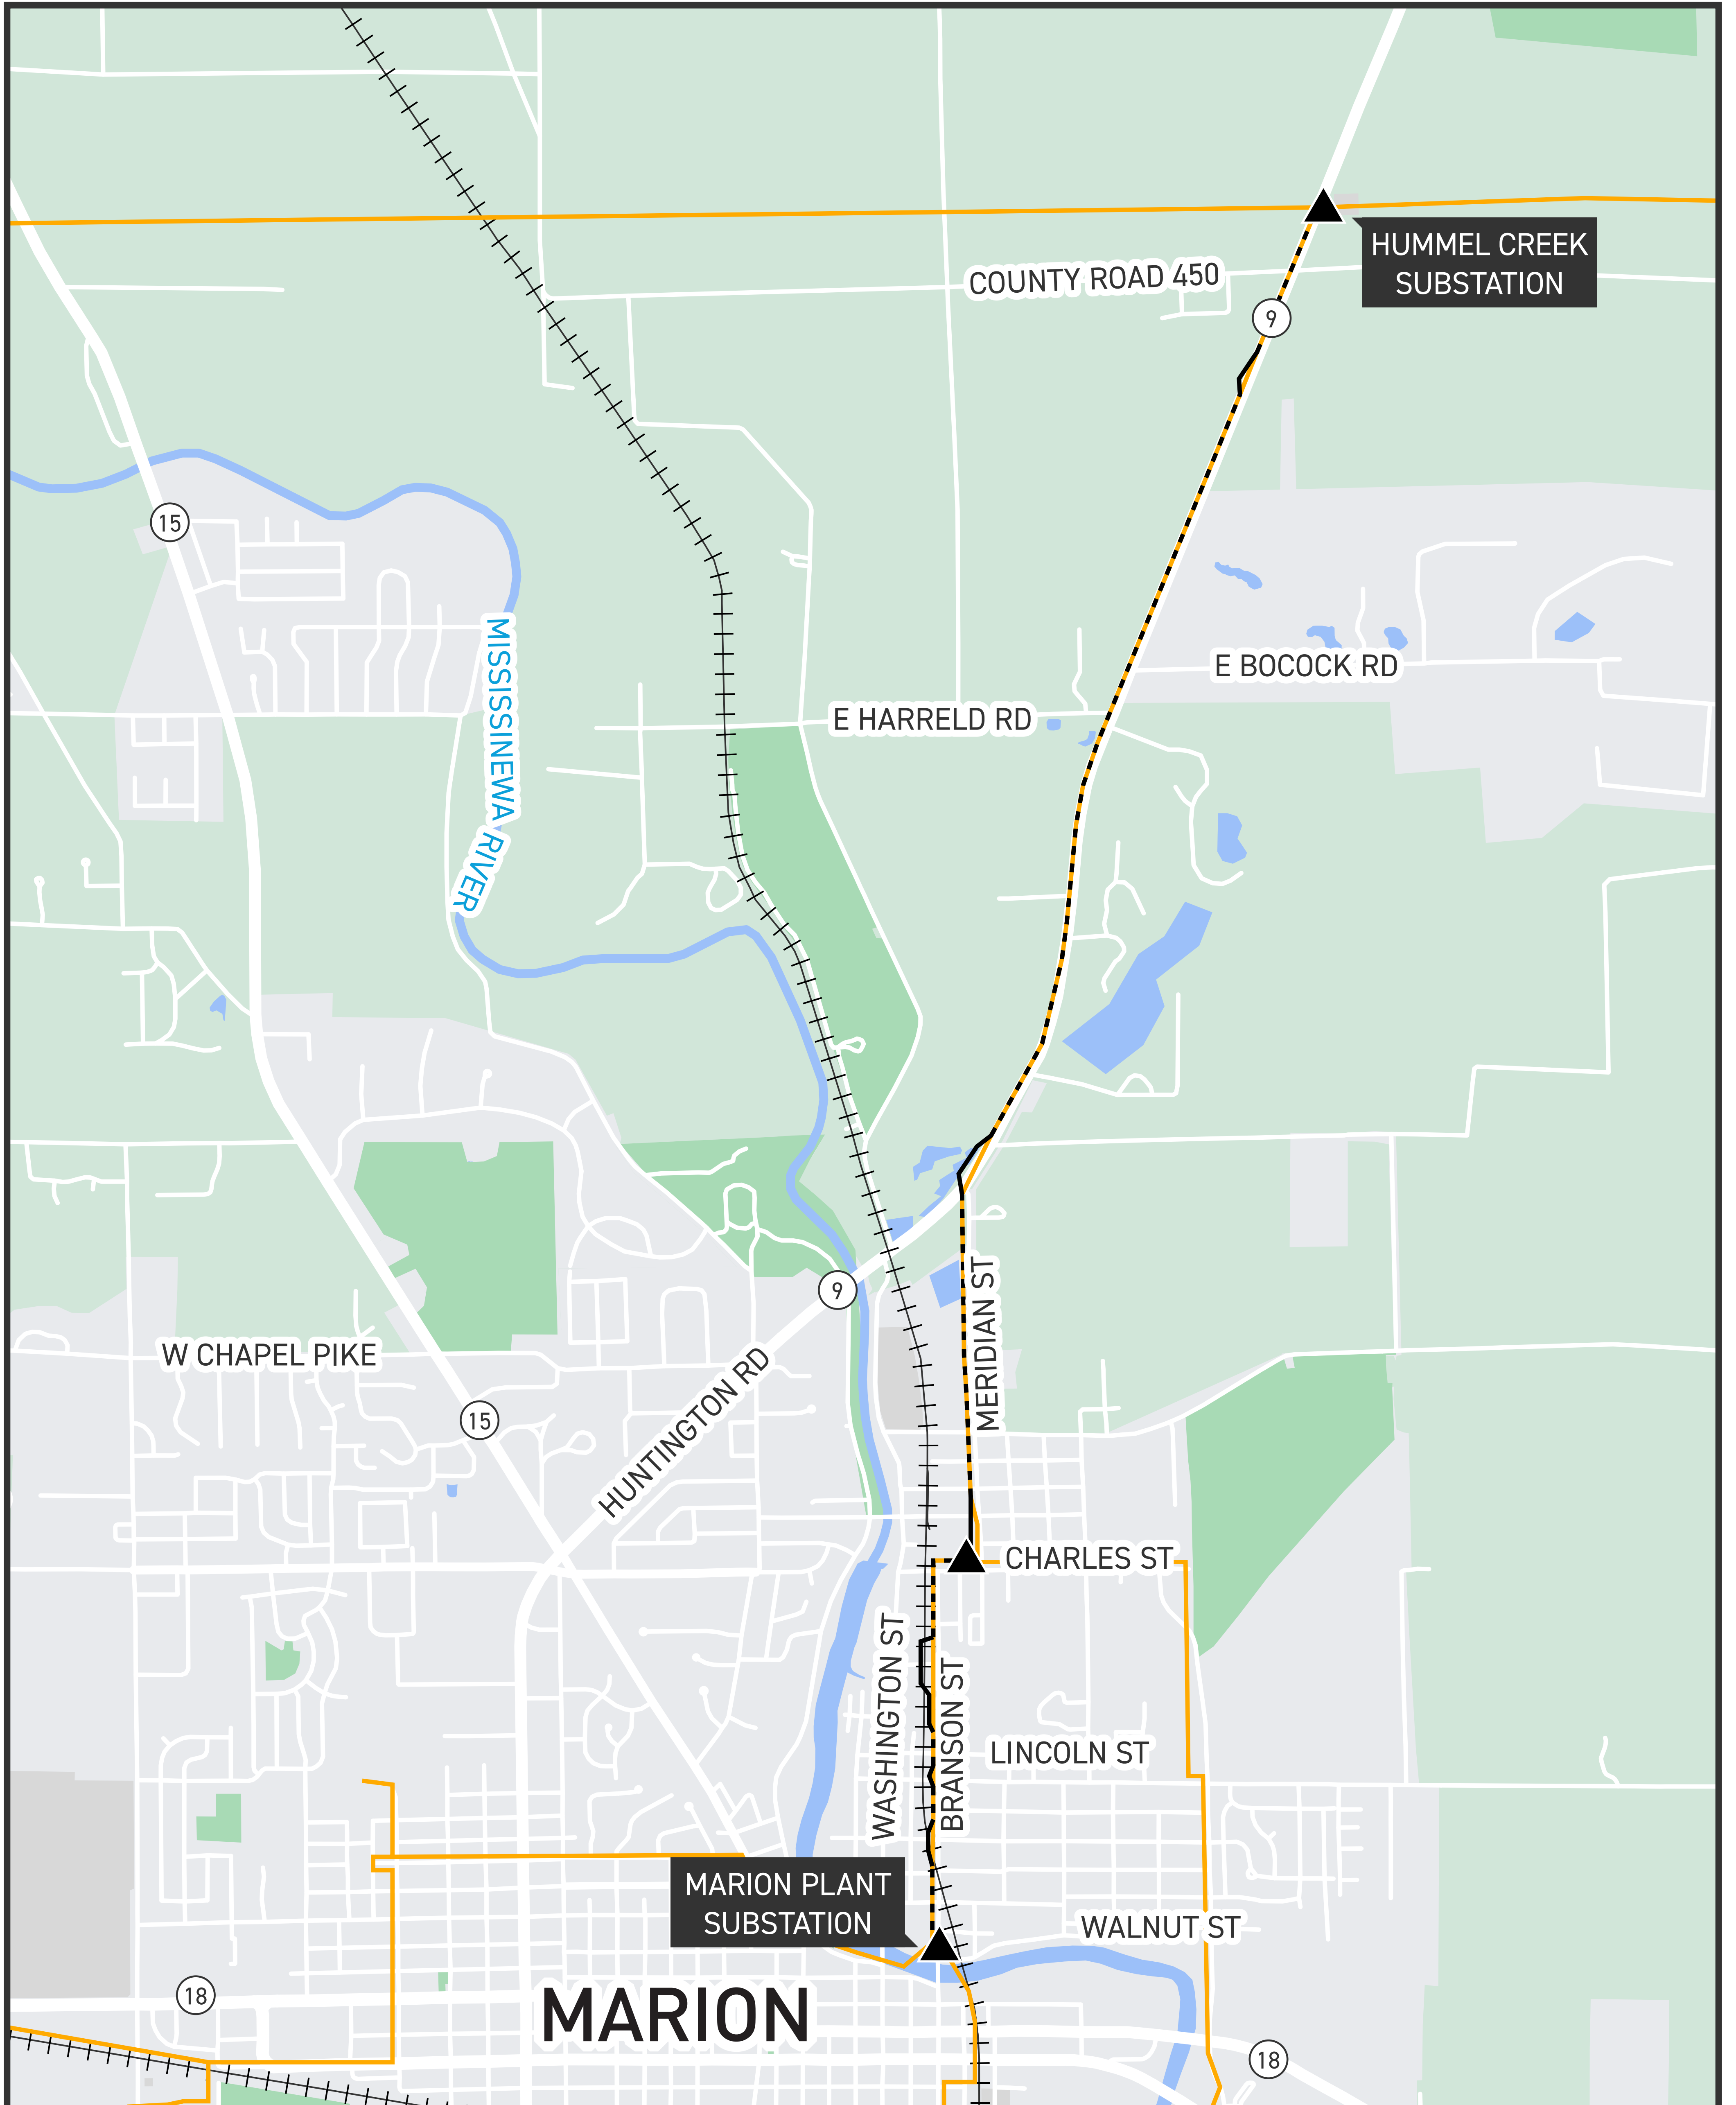 HUMMEL CREEK
SUBSTATION
COUNTY ROAD 450
9
15
MISSISSINEWA RIVER
E BOCOCK RD
E HARRELD RD
9
MERIDIAN ST
W CHAPEL PIKE
HUNTINGTON RD
15
CHARLES ST
WASHINGTON ST
BRANSON ST
LINCOLN ST
MARION PLANT
SUBSTATION
WALNUT ST
18
MARION
18